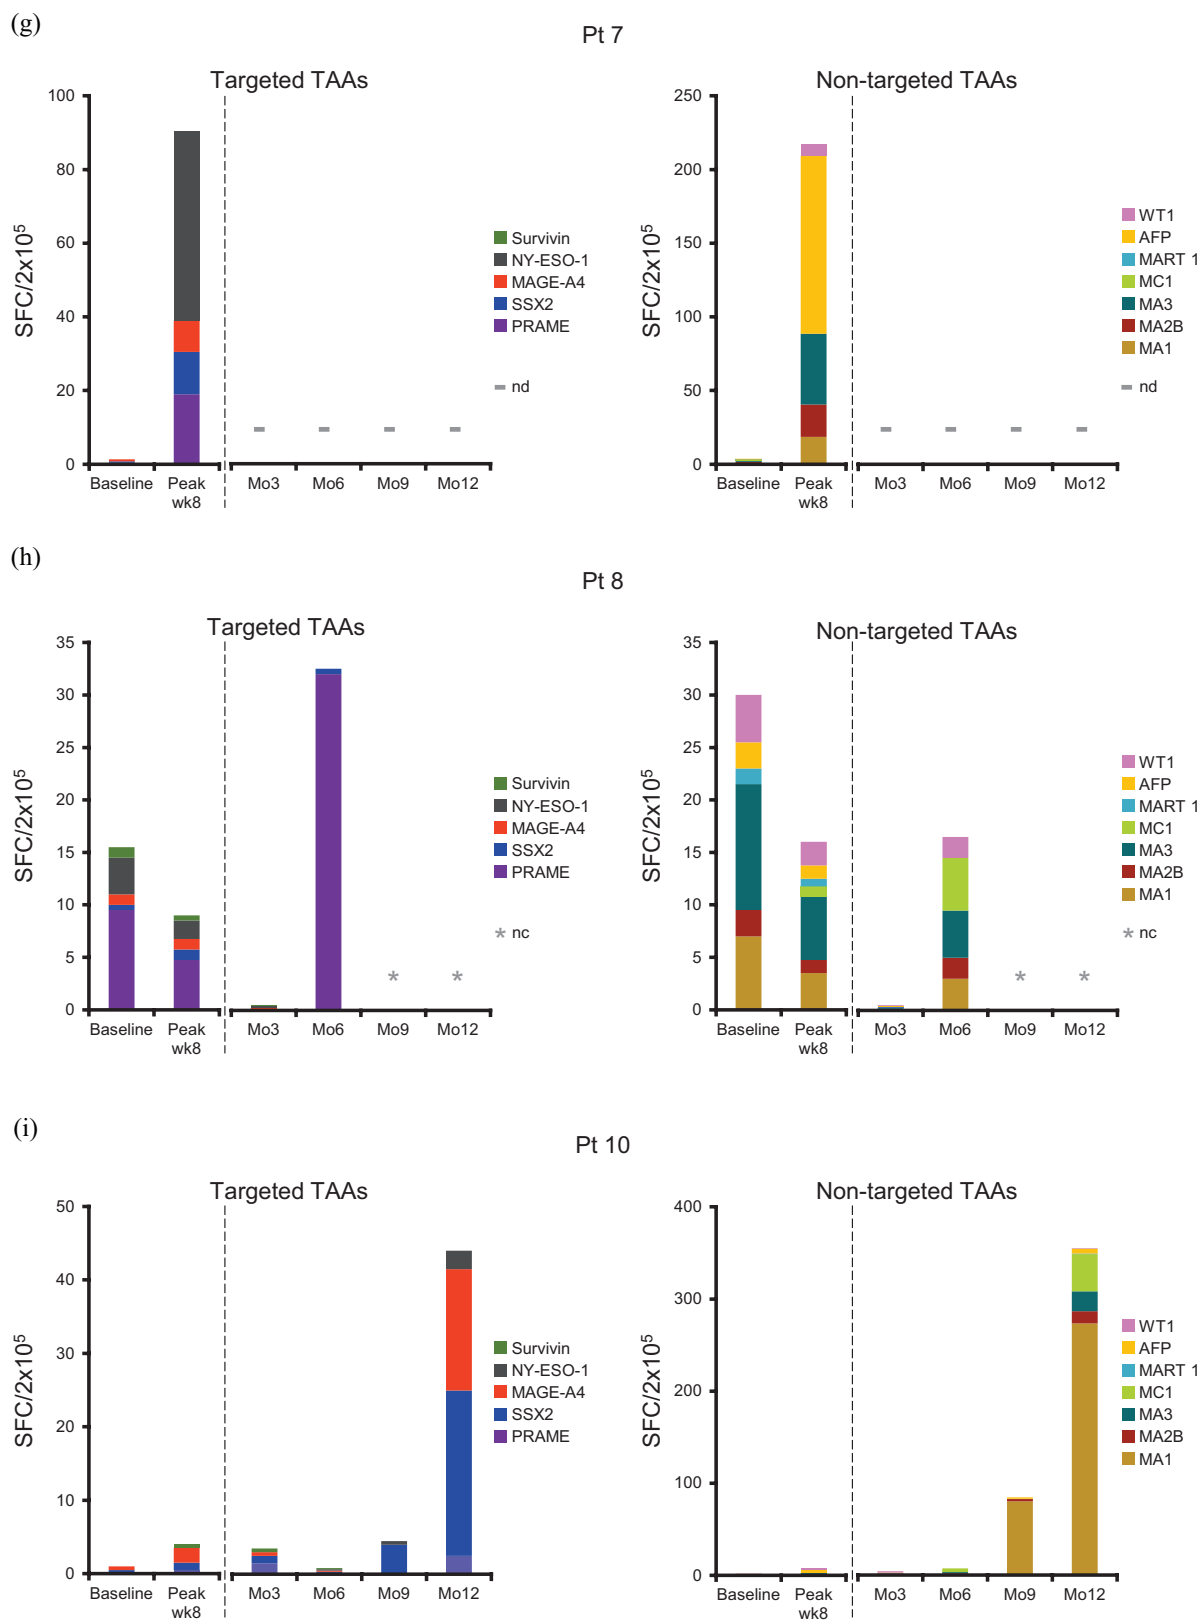 (g)
Pt 7
Targeted TAAs
SFC/2x10⁵
100
80
60
40
20
0
Baseline
Peak
wk8
Mo3
Mo6
Mo9
Mo12
Survivin
NY-ESO-1
MAGE-A4
SSX2
PRAME
nd
Non-targeted TAAs
SFC/2x10⁵
250
200
150
100
50
0
Baseline
Peak
wk8
Mo3
Mo6
Mo9
Mo12
WT1
AFP
MART 1
MC1
MA3
MA2B
MA1
nd
(h)
Pt 8
Targeted TAAs
SFC/2x10⁵
35
30
25
20
15
10
5
0
Baseline
Peak
wk8
Mo3
Mo6
Mo9
Mo12
* *
Survivin
NY-ESO-1
MAGE-A4
SSX2
PRAME
* nc
Non-targeted TAAs
SFC/2x10⁵
35
30
25
20
15
10
5
0
Baseline
Peak
wk8
Mo3
Mo6
Mo9
Mo12
* *
WT1
AFP
MART 1
MC1
MA3
MA2B
MA1
* nc
(i)
Pt 10
Targeted TAAs
SFC/2x10⁵
50
40
30
20
10
0
Baseline
Peak
wk8
Mo3
Mo6
Mo9
Mo12
Survivin
NY-ESO-1
MAGE-A4
SSX2
PRAME
Non-targeted TAAs
SFC/2x10⁵
400
300
200
100
0
Baseline
Peak
wk8
Mo3
Mo6
Mo9
Mo12
WT1
AFP
MART 1
MC1
MA3
MA2B
MA1